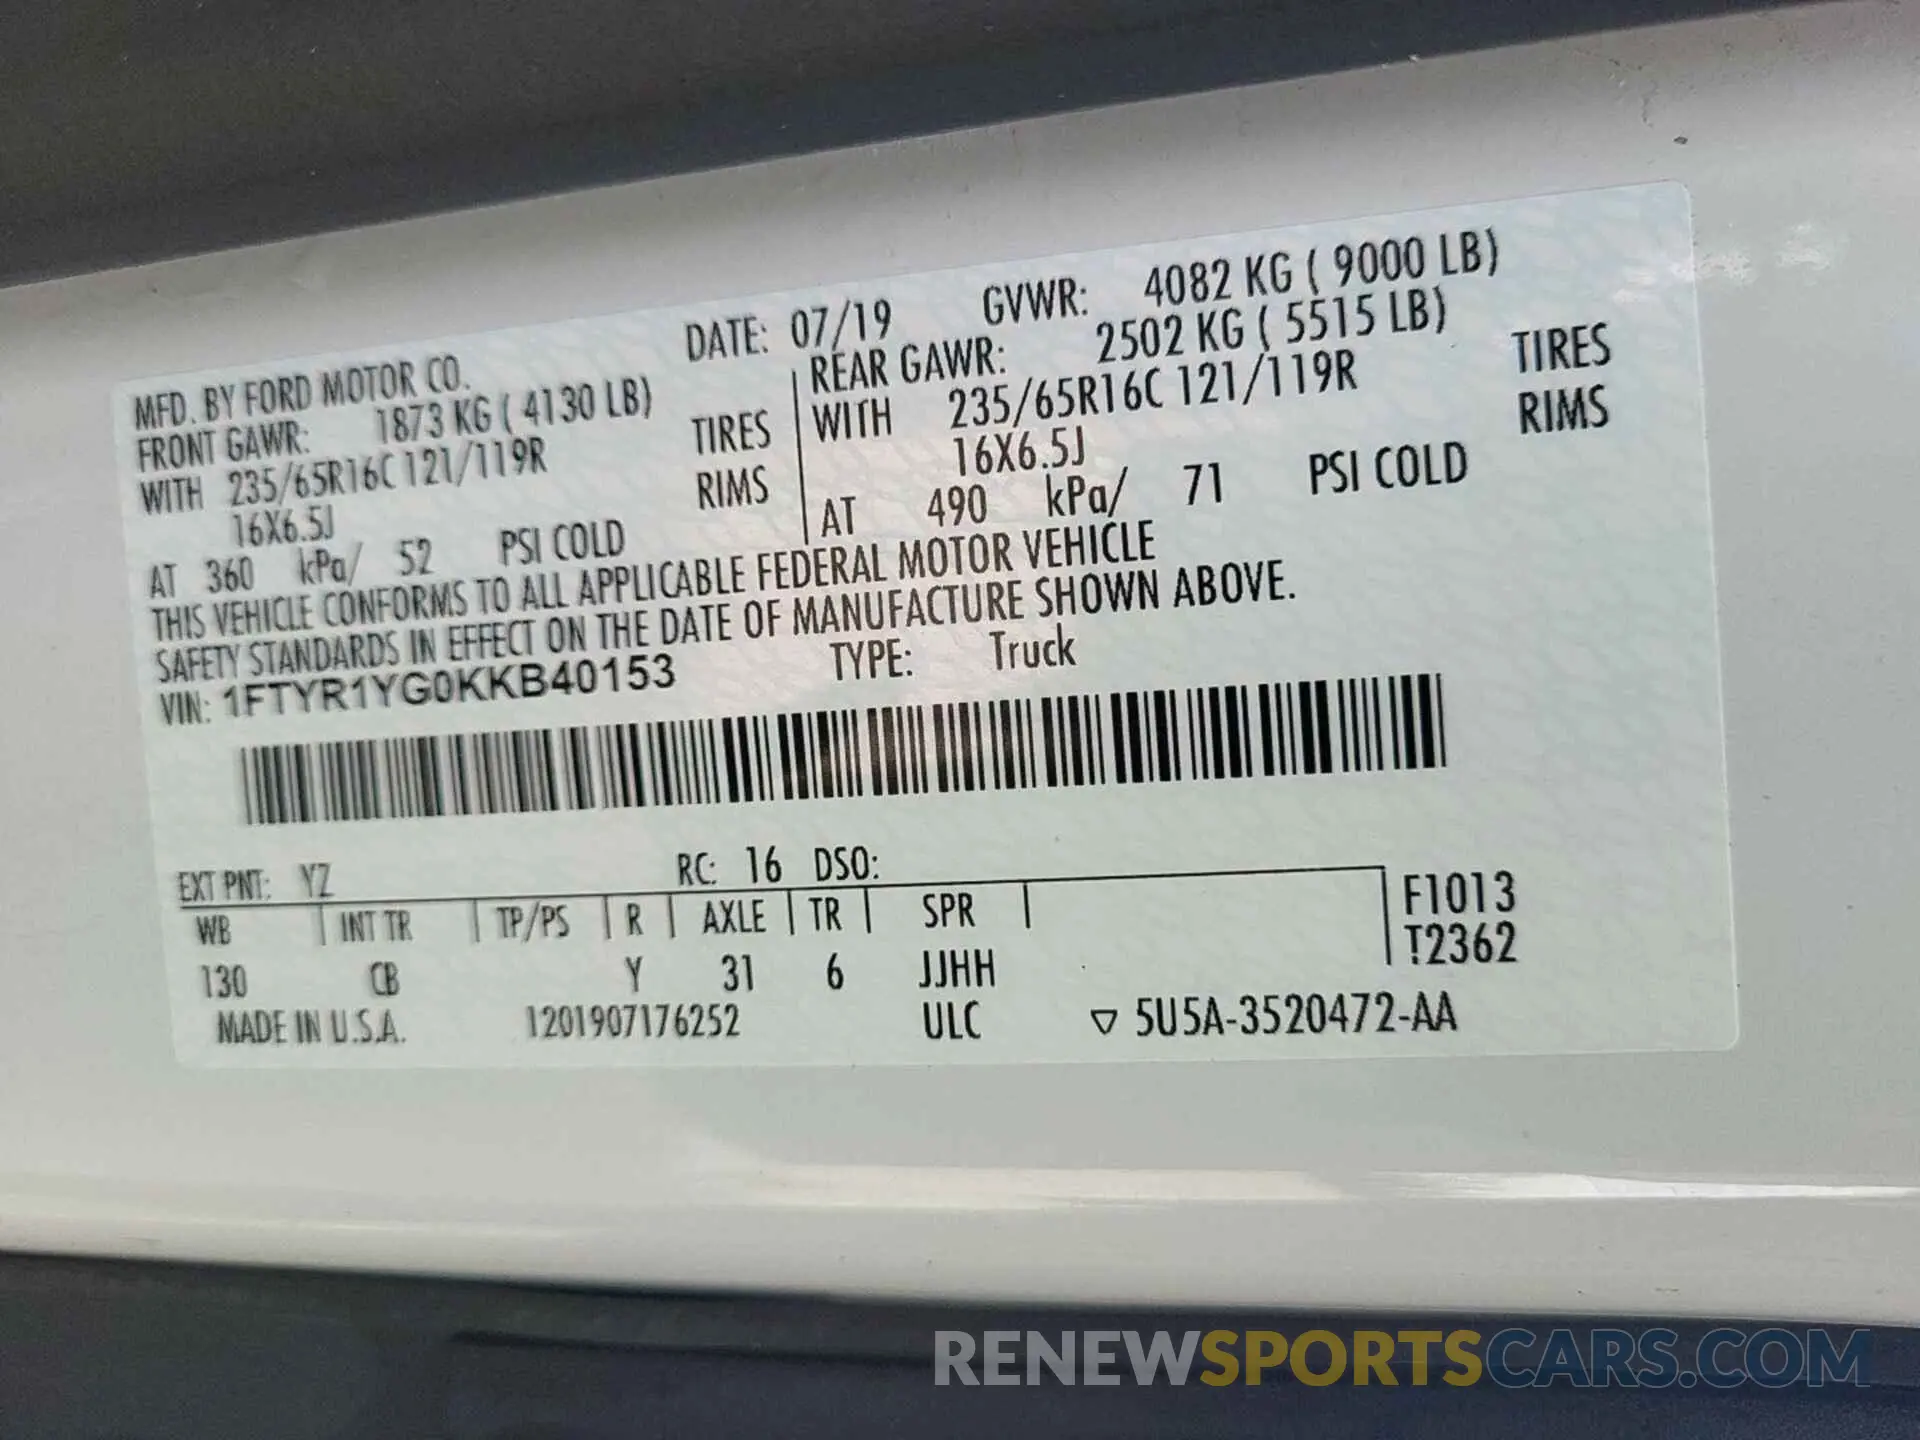 MFD. BY FORD MOTOR CO.
DATE: 07/19
GVWR: 4082 KG ( 9000 LB)
FRONT GAWR: 1873 KG ( 4130 LB)
WITH 235/65R16C 121/119R TIRES
16X6.5J RIMS
AT 360 kPa/ 52 PSI COLD
REAR GAWR: 2502 KG ( 5515 LB)
WITH 235/65R16C 121/119R TIRES
16X6.5J RIMS
AT 490 kPa/ 71 PSI COLD
THIS VEHICLE CONFORMS TO ALL APPLICABLE FEDERAL MOTOR VEHICLE
SAFETY STANDARDS IN EFFECT ON THE DATE OF MANUFACTURE SHOWN ABOVE.
VIN: 1FTYR1YG0KKB40153
TYPE: Truck
EXT PNT: YZ RC: 16 DSO:
WB INT TR TP/PS R AXLE TR SPR F1013
T2362
130 CB Y 31 6 JJHH
MADE IN U.S.A. 1201907176252 ULC ▽ 5U5A-3520472-AA
RENEWSPORTSCARS.COM